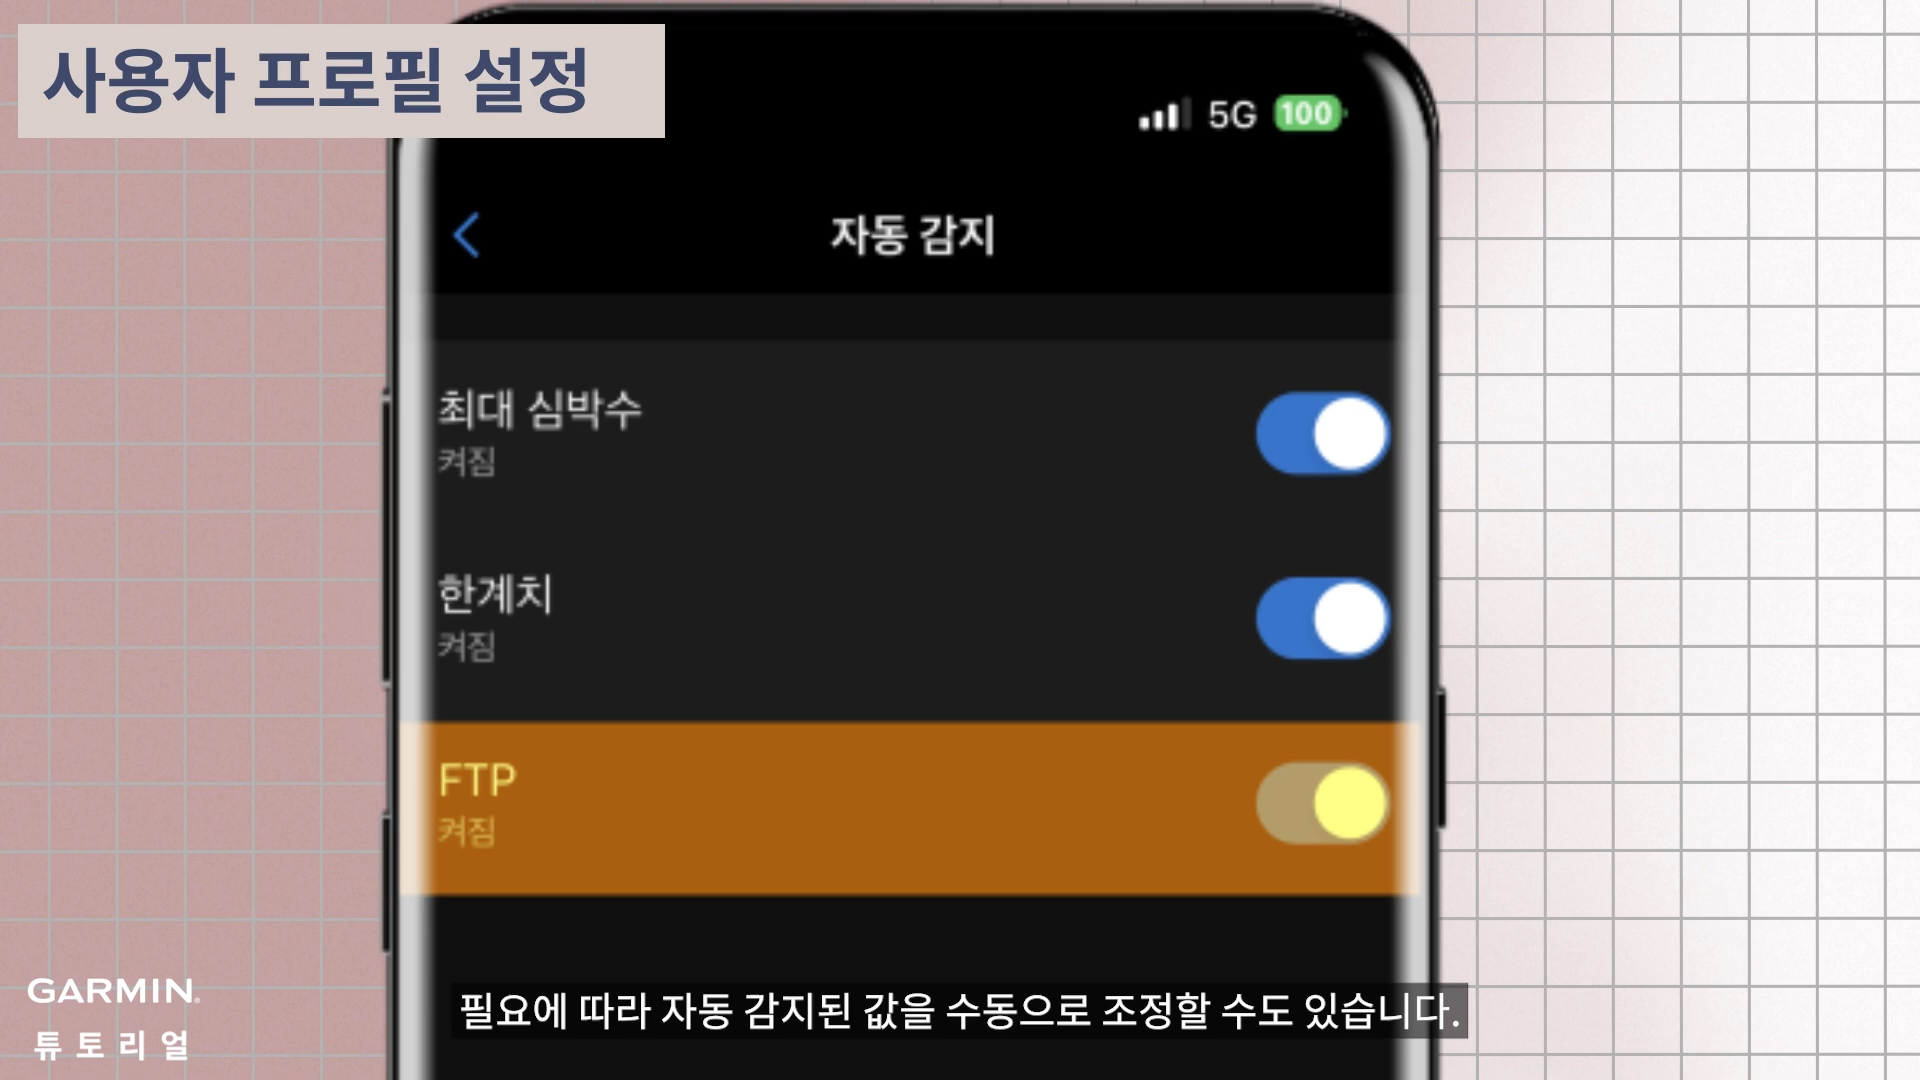 사용자 프로필 설정
5G 100
자동 감지
최대 심박수
켜짐
한계치
켜짐
FTP
켜짐
필요에 따라 자동 감지된 값을 수동으로 조정할 수도 있습니다.
GARMIN
튜토리얼